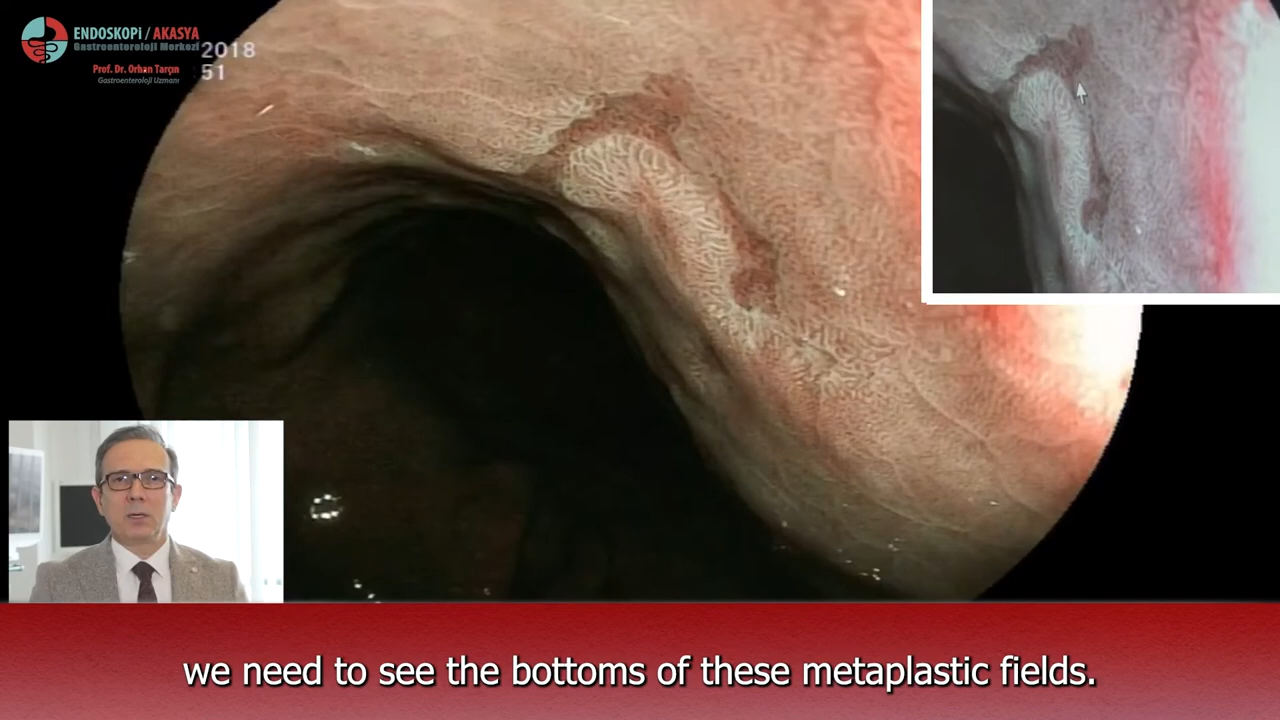 ENDOSKOPİ / AKASYA
Gastroenteroloji Merkezi
Prof. Dr. Orhan Tarçın
Gastroenteroloji Uzmanı
2018
51
we need to see the bottoms of these metaplastic fields.